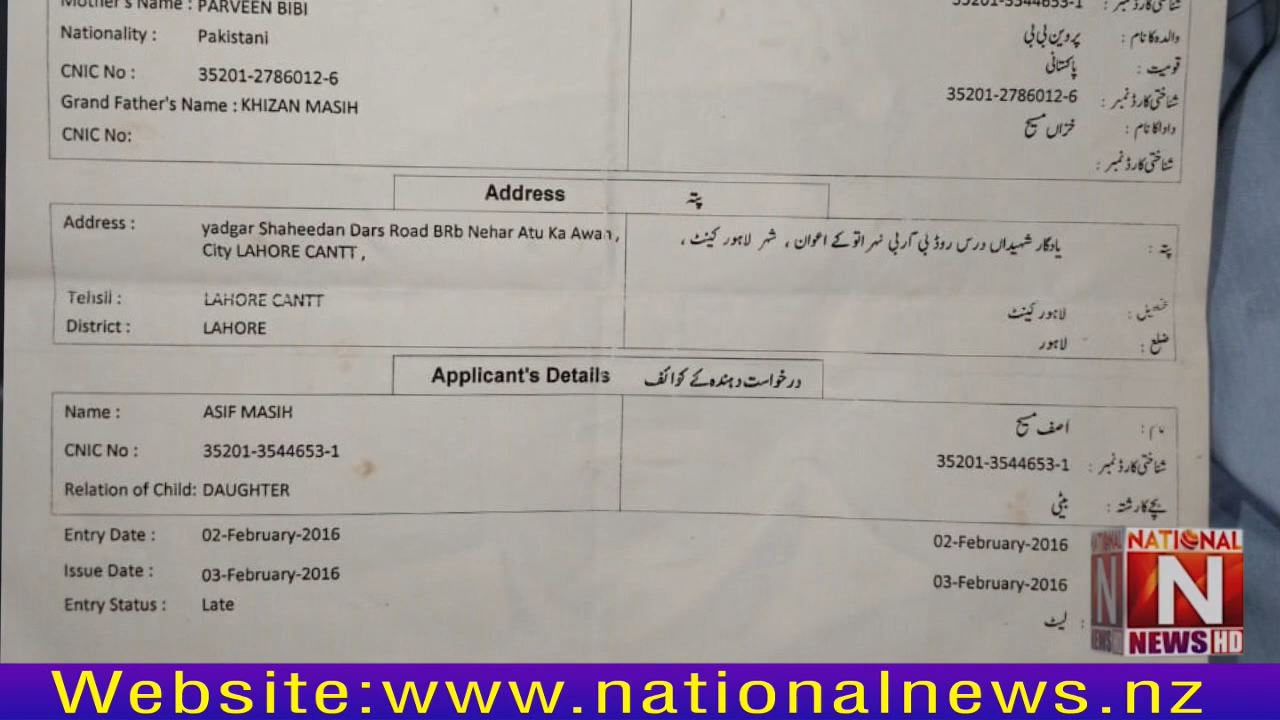 Mother's Name : PARVEEN BIBI
35201-3544653-1 شناختی کارڈ نمبر :
Nationality : Pakistani
والدہ کا نام : پروین بی بی
CNIC No : 35201-2786012-6
قومیت : پاکستانی
Grand Father's Name : KHIZAN MASIH
شناختی کارڈ نمبر : 35201-2786012-6
CNIC No:
دادا کا نام : خزاں مسیح
شناختی کارڈ نمبر :
Address پتہ
Address : yadgar Shaheedan Dars Road BRb Nehar Atu Ka Awan,
City LAHORE CANTT ,
پتہ : یادگار شہیداں درس روڈ بی آر بی نہر اتو کے اعوان ، شہر لاہور کینٹ ،
Tehsil : LAHORE CANTT
تحصیل : لاہور کینٹ
District : LAHORE
ضلع : لاہور
Applicant's Details درخواست دہندہ کے کوائف
Name : ASIF MASIH
نام : آصف مسیح
CNIC No : 35201-3544653-1
شناختی کارڈ نمبر : 35201-3544653-1
Relation of Child: DAUGHTER
بچے کا رشتہ : بیٹی
Entry Date : 02-February-2016
02-February-2016
Issue Date : 03-February-2016
03-February-2016
Entry Status : Late
لیٹ :
NATIONAL
N
NEWS HD
Website:www.nationalnews.nz